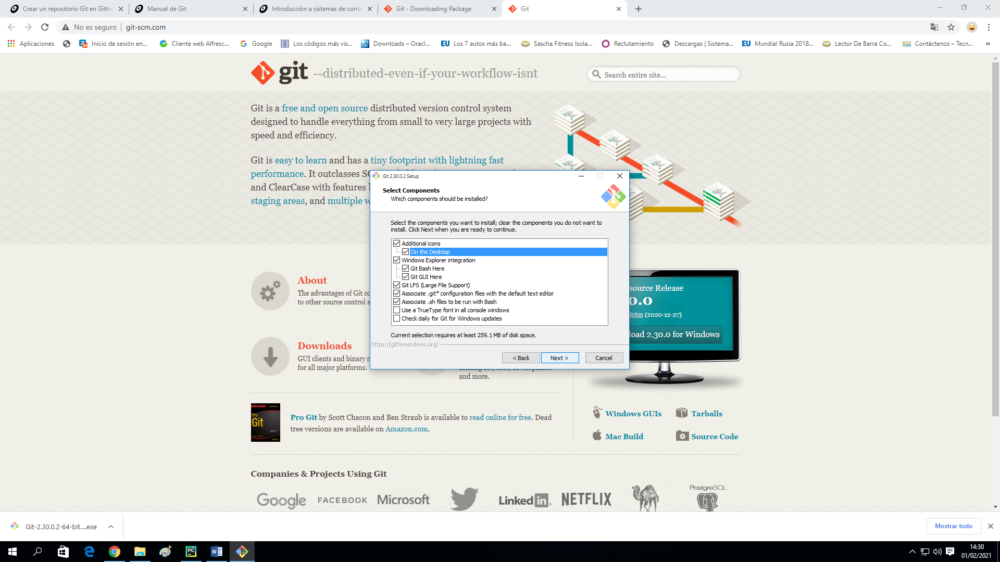 Crear un repositorio Git en Githu
Manual de Git
Introducción a sistemas de contr
Git - Downloading Package
Git
No es seguro
git-scm.com
Aplicaciones
Inicio de sesión en...
Cliente web Alfresc...
Google
Los códigos más vis...
Downloads – Oracl...
EU Los 7 autos más ba...
Sascha Fitness Isola...
Reclutamiento
Descargas | Sistema...
EU Mundial Rusia 2018...
Lector De Barra Co...
Contáctenos – Tecn...
»
git --distributed-even-if-your-workflow-isnt
Search entire site...
Git is a free and open source distributed version control system
designed to handle everything from small to very large projects with
speed and efficiency.
Git is easy to learn and has a tiny footprint with lightning fast
performance. It outclasses
and ClearCase with features
staging areas, and multiple
Git 2.30.0.2 Setup
Select Components
Which components should be installed?
Select the components you want to install; clear the components you do not want to
install. Click Next when you are ready to continue.
Additional icons
On the Desktop
Windows Explorer integration
Git Bash Here
Git GUI Here
Git LFS (Large File Support)
Associate .git* configuration files with the default text editor
Associate .sh files to be run with Bash
Use a TrueType font in all console windows
Check daily for Git for Windows updates
Current selection requires at least 259.1 MB of disk space.
https://gitforwindows.org/
< Back
Next >
Cancel
About
The advantages of Git
to other source control
Downloads
GUI clients and binary
for all major platforms.
and more.
source Release
0.0
Notes (2020-12-27)
load 2.30.0 for Windows
Pro
Git
Pro Git by Scott Chacon and Ben Straub is available to read online for free. Dead
tree versions are available on Amazon.com.
Windows GUIs
Tarballs
Mac Build
Source Code
Companies & Projects Using Git
Google
FACEBOOK
Microsoft
Linked in
NETFLIX
PostgreSQL
Git-2.30.0.2-64-bit....exe
Mostrar todo
PC
14:30
01/02/2021